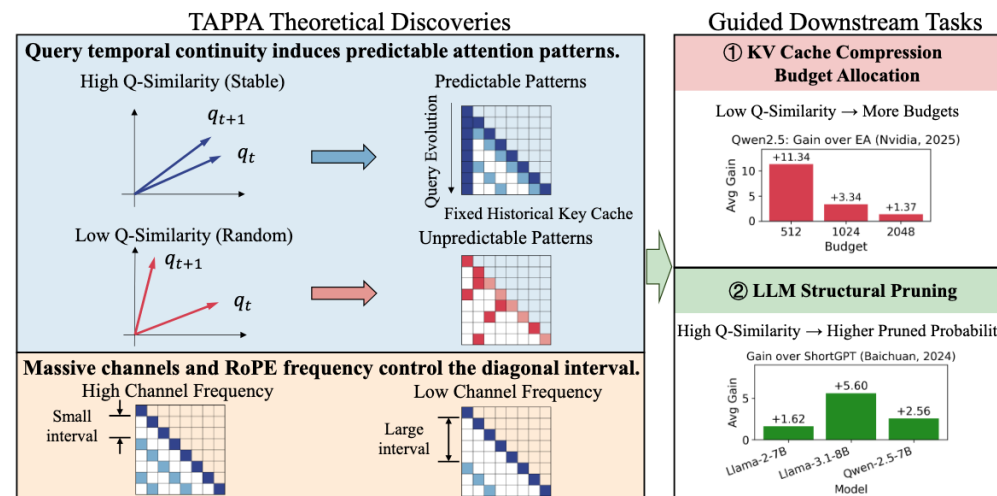 TAPPA Theoretical Discoveries
Query temporal continuity induces predictable attention patterns.
High Q-Similarity (Stable)
q_{t+1}
q_t
Predictable Patterns
Query Evolution
Fixed Historical Key Cache
Low Q-Similarity (Random)
q_{t+1}
q_t
Unpredictable Patterns
Massive channels and RoPE frequency control the diagonal interval.
High Channel Frequency
Small
interval
Low Channel Frequency
Large
interval
Guided Downstream Tasks
① KV Cache Compression
Budget Allocation
Low Q-Similarity → More Budgets
Qwen2.5: Gain over EA (Nvidia, 2025)
Avg Gain
10
5
0
+11.34
+3.34
+1.37
512
1024
2048
Budget
② LLM Structural Pruning
High Q-Similarity → Higher Pruned Probabilit
Gain over ShortGPT (Baichuan, 2024)
Avg Gain
5
0
+1.62
+5.60
+2.56
Llama-2-7B
Llama-3.1-8B
Qwen-2.5-7B
Model